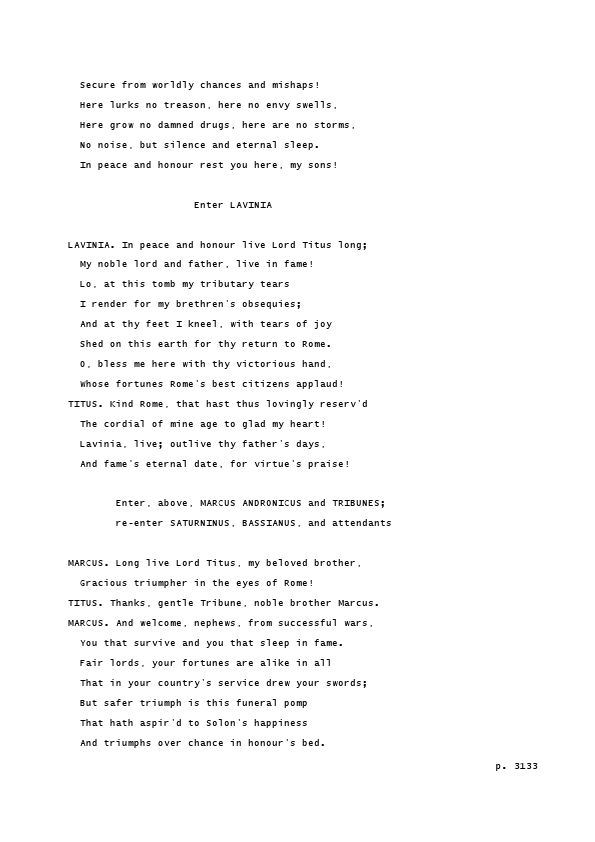 Secure from worldly chances and mishaps!
Here lurks no treason, here no envy swells,
Here grow no damned drugs, here are no storms,
No noise, but silence and eternal sleep.
In peace and honour rest you here, my sons!
Enter LAVINIA
LAVINIA. In peace and honour live Lord Titus long;
My noble lord and father, live in fame!
Lo, at this tomb my tributary tears
I render for my brethren's obsequies;
And at thy feet I kneel, with tears of joy
Shed on this earth for thy return to Rome.
O, bless me here with thy victorious hand,
Whose fortunes Rome's best citizens applaud!
TITUS. Kind Rome, that hast thus lovingly reserv'd
The cordial of mine age to glad my heart!
Lavinia, live; outlive thy father's days,
And fame's eternal date, for virtue's praise!
Enter, above, MARCUS ANDRONICUS and TRIBUNES;
re-enter SATURNINUS, BASSIANUS, and attendants
MARCUS. Long live Lord Titus, my beloved brother,
Gracious triumpher in the eyes of Rome!
TITUS. Thanks, gentle Tribune, noble brother Marcus.
MARCUS. And welcome, nephews, from successful wars,
You that survive and you that sleep in fame.
Fair lords, your fortunes are alike in all
That in your country's service drew your swords;
But safer triumph is this funeral pomp
That hath aspir'd to Solon's happiness
And triumphs over chance in honour's bed.
p. 3133